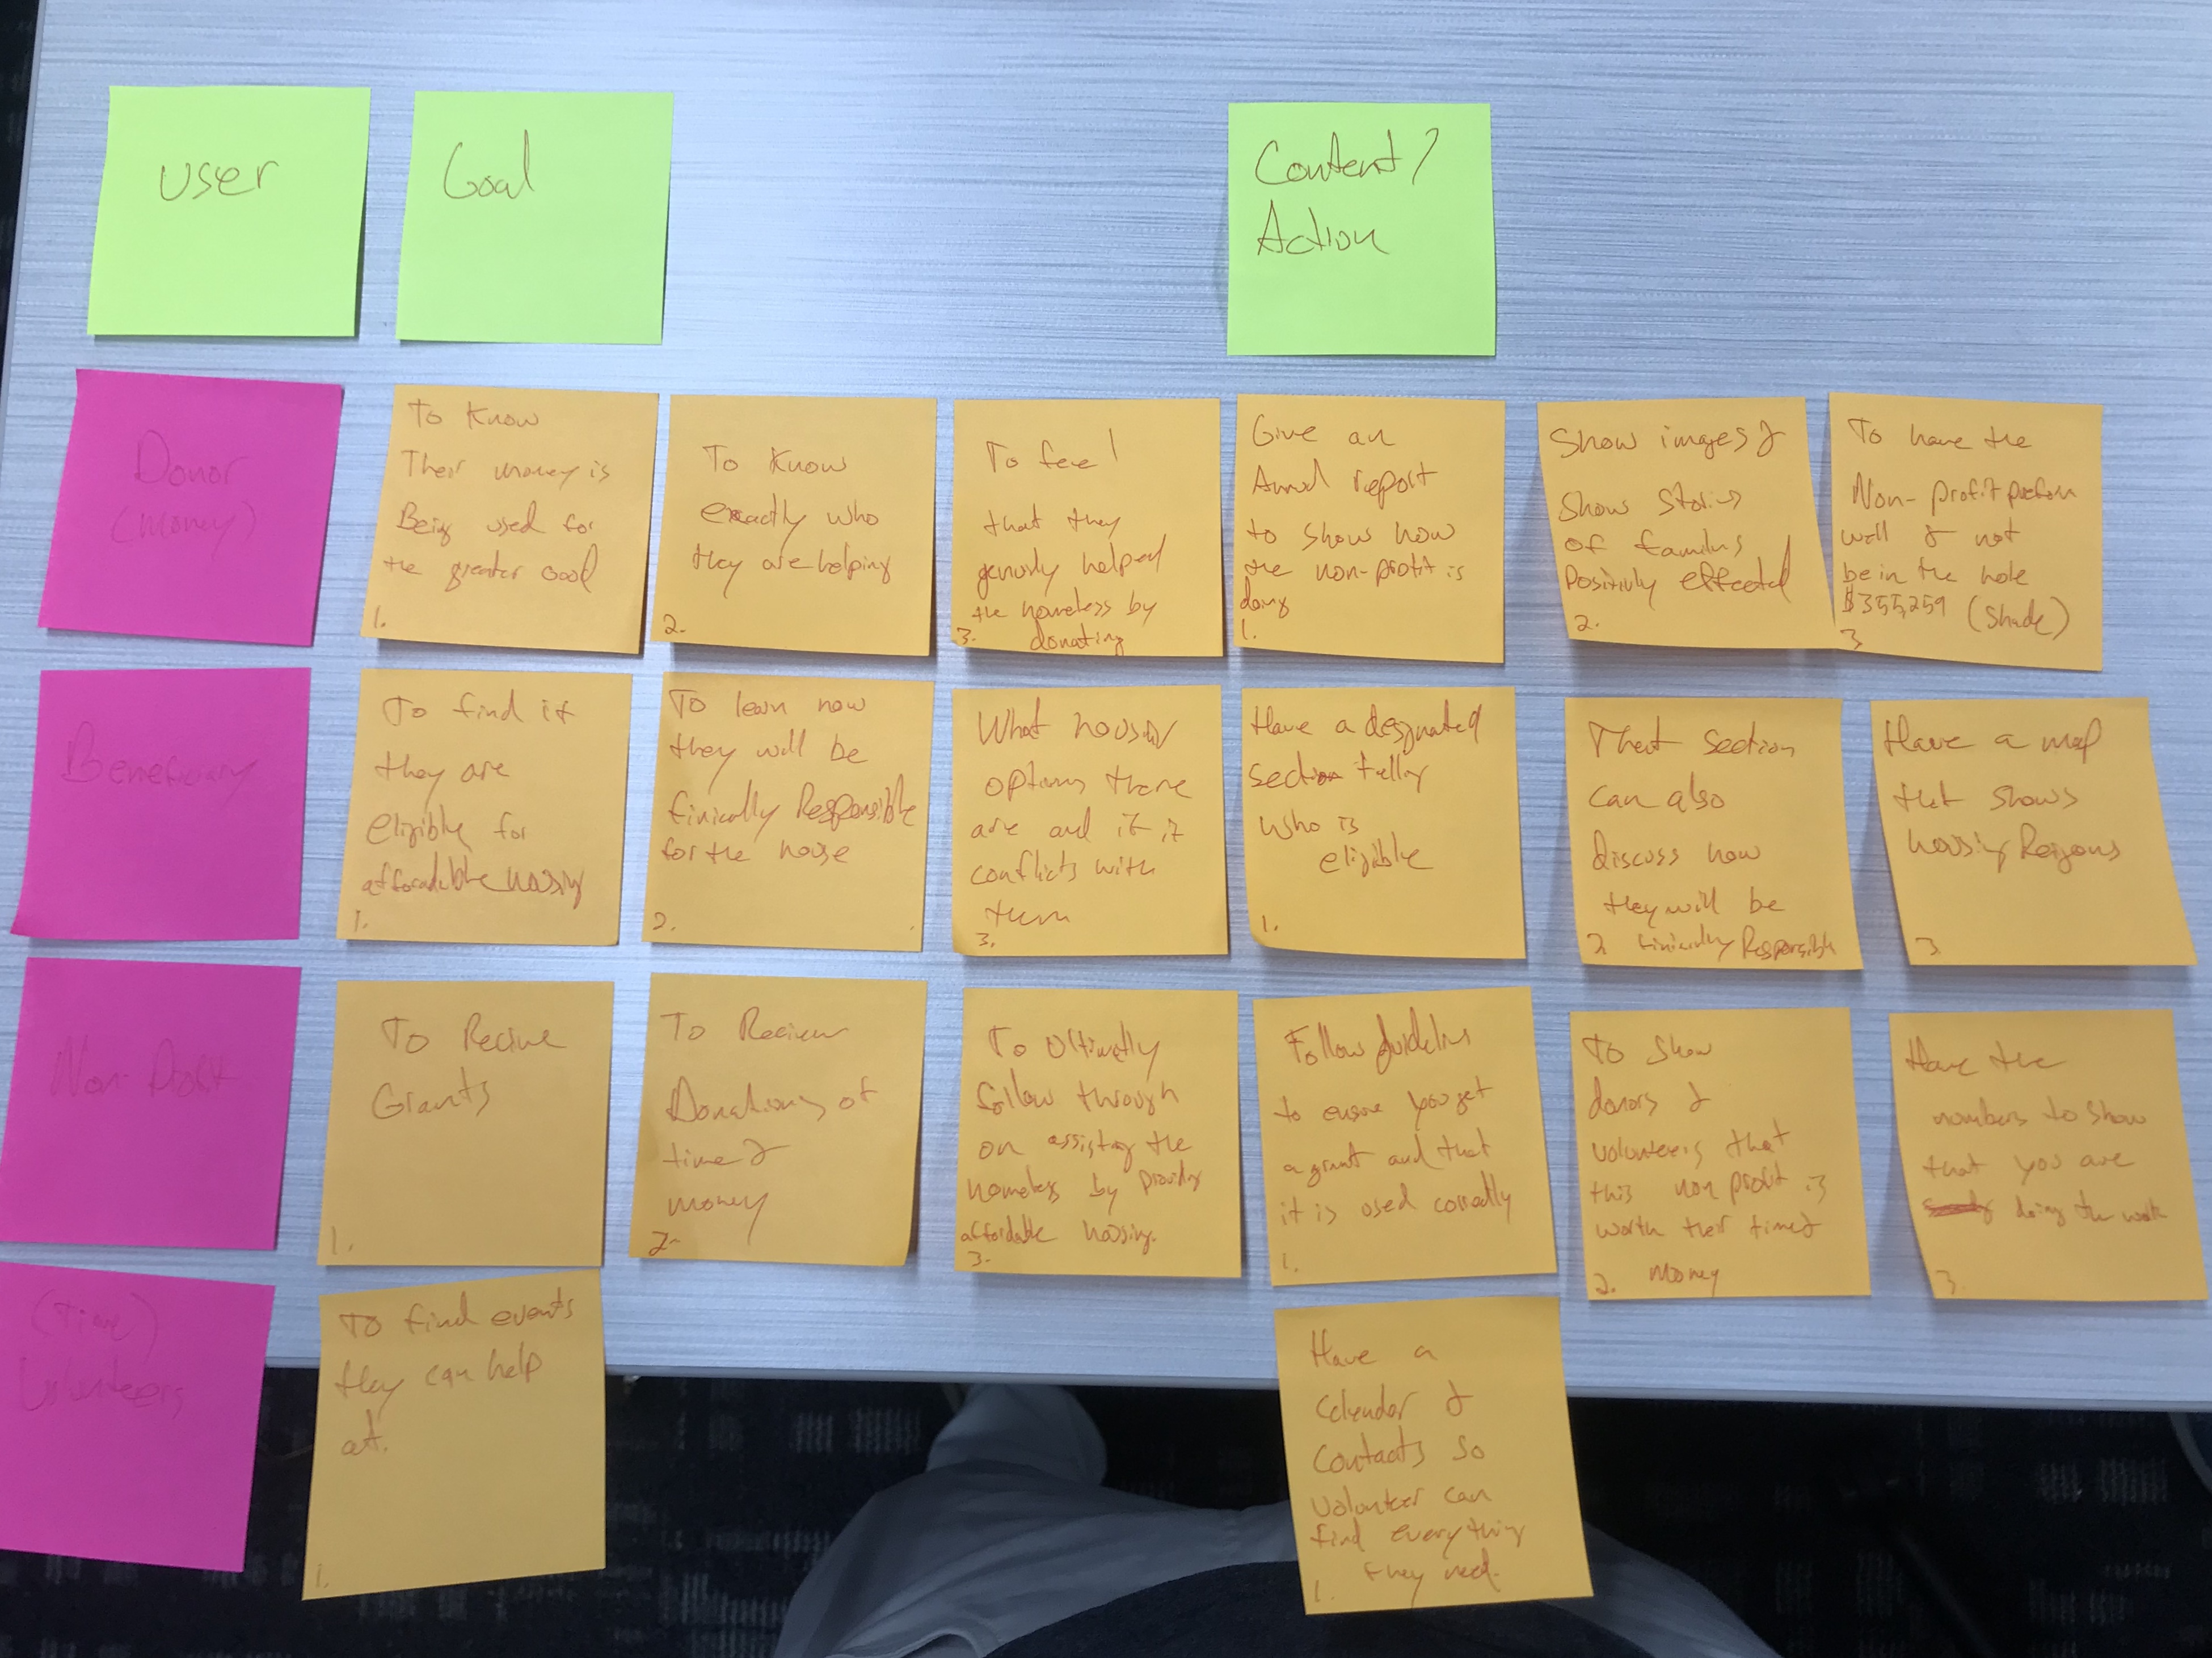 User
Goal
Content/
Action
Donor
(money)
To Know
Their money is
Being used for
the greater Good
1.
To Know
exactly who
they are helping
2.
To feel
that they
genuinly helped
the homeless by
3. donating
Give an
Annual report
to show how
the non-profit is
doing
1.
Show images &
Show stories
of families
Positivly effected
2.
To have the
Non-profit perform
well & not
be in the hole
$355,259 (Shade)
3
Beneficiary
To find if
they are
eligible for
afforadible housing
1.
To learn how
they will be
finically Responsible
for the house
2.
What housing
options there
are and if it
conflicts with
them
3.
Have a designated
section telling
who is
eligible
1.
That section
can also
discuss how
they will be
2 finically Responsible
Have a map
that shows
housing Reigons
3.
Non-Profit
To Recive
Grants
1.
To Reciev
Donations of
time &
money
2.
To Ultimetly
follow through
on assisting the
homeless by providing
affordable housing.
3.
Follow guidelins
to ensure you get
a grant and that
it is used correctly
1.
To show
donors &
volunteers that
this non profit is
worth their time &
2. money
Have the
numbers to show
that you are
doing the work
3.
(Time)
Volunteers
To find events
they can help
at.
1.
Have a
Calendar &
Contacts so
volunteer can
find everything
1. they need.